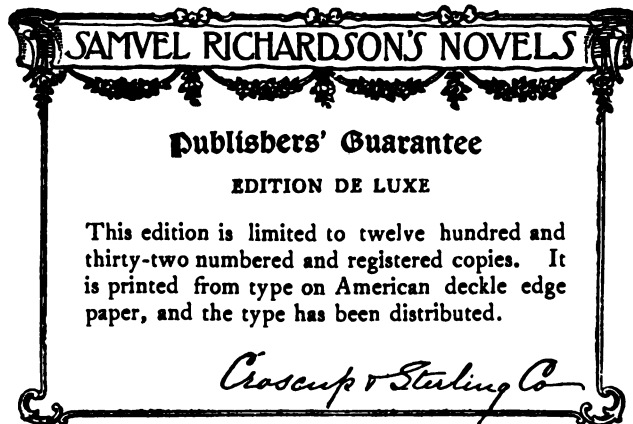 SAMVEL RICHARDSON'S NOVELS
Publishers' Guarantee
EDITION DE LUXE
This edition is limited to twelve hundred and
thirty-two numbered and registered copies. It
is printed from type on American deckle edge
paper, and the type has been distributed.
Croscup & Sterling Co